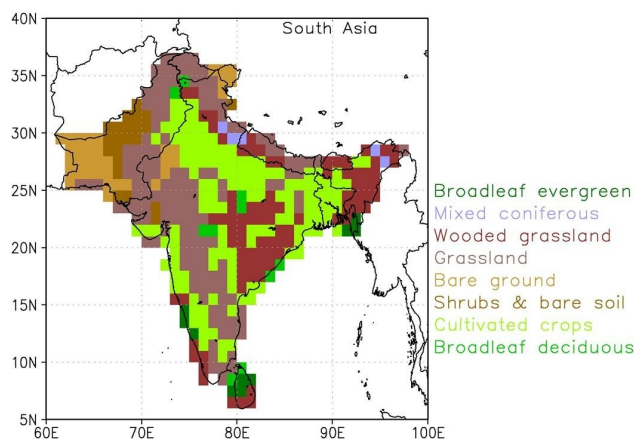 40N
South Asia
35N
30N
25N
20N
15N
10N
5N
60E
70E
80E
90E
100E
Broadleaf evergreen
Mixed coniferous
Wooded grassland
Grassland
Bare ground
Shrubs & bare soil
Cultivated crops
Broadleaf deciduous